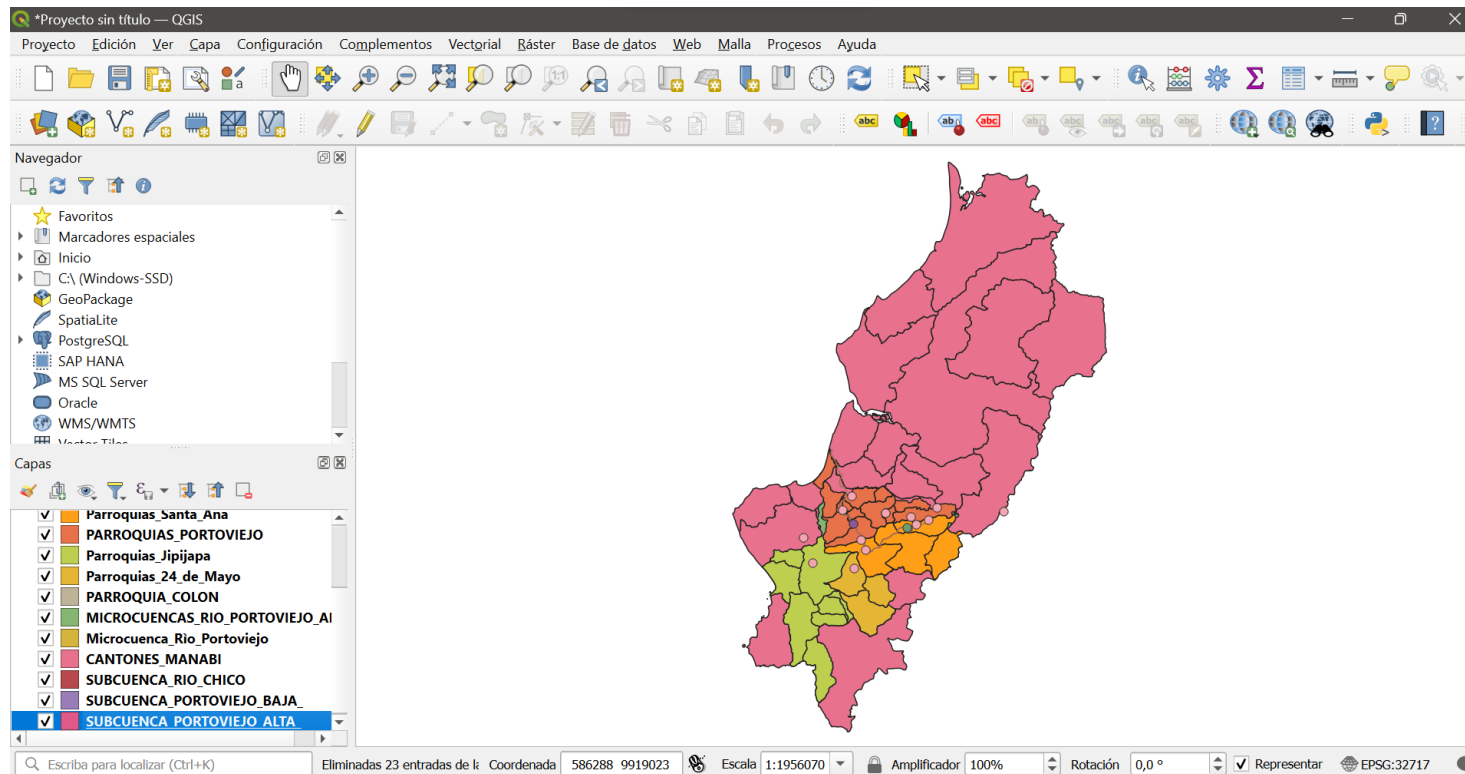 *Proyecto sin título — QGIS
Proyecto Edición Ver Capa Configuración Complementos Vectorial Ráster Base de datos Web Malla Procesos Ayuda
Navegador
Favoritos
Marcadores espaciales
Inicio
C:\ (Windows-SSD)
GeoPackage
SpatiaLite
PostgreSQL
SAP HANA
MS SQL Server
Oracle
WMS/WMTS
Vector Tiles
Capas
Parroquias_Santa_Ana
PARROQUIAS_PORTOVIEJO
Parroquias_Jipijapa
Parroquias_24_de_Mayo
PARROQUIA_COLON
MICROCUENCAS_RIO_PORTOVIEJO_Al
Microcuenca_Rio_Portoviejo
CANTONES_MANABI
SUBCUENCA_RIO_CHICO
SUBCUENCA_PORTOVIEJO_BAJA_
SUBCUENCA_PORTOVIEJO_ALTA_
Escriba para localizar (Ctrl+K) Eliminadas 23 entradas de la Coordenada 586288 9919023 Escala 1:1956070 Amplificador 100% Rotación 0,0 ° Representar EPSG:32717